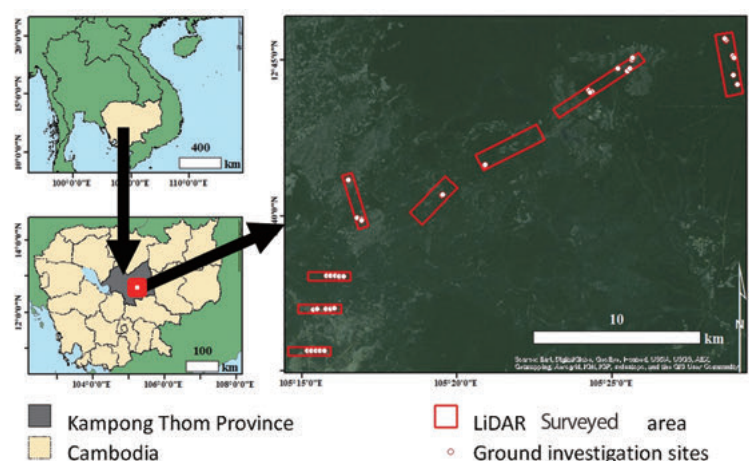 20°0'0"N
15°0'0"N
10°0'0"N
400
km
100°0'0"E 110°0'0"E
14°0'0"N
12°0'0"N
100
km
104°0'0"E 106°0'0"E 108°0'0"E
12°45'0"N
10
km
N
105°15'0"E 105°20'0"E 105°25'0"E
Kampong Thom Province
Cambodia
LiDAR Surveyed area
Ground investigation sites